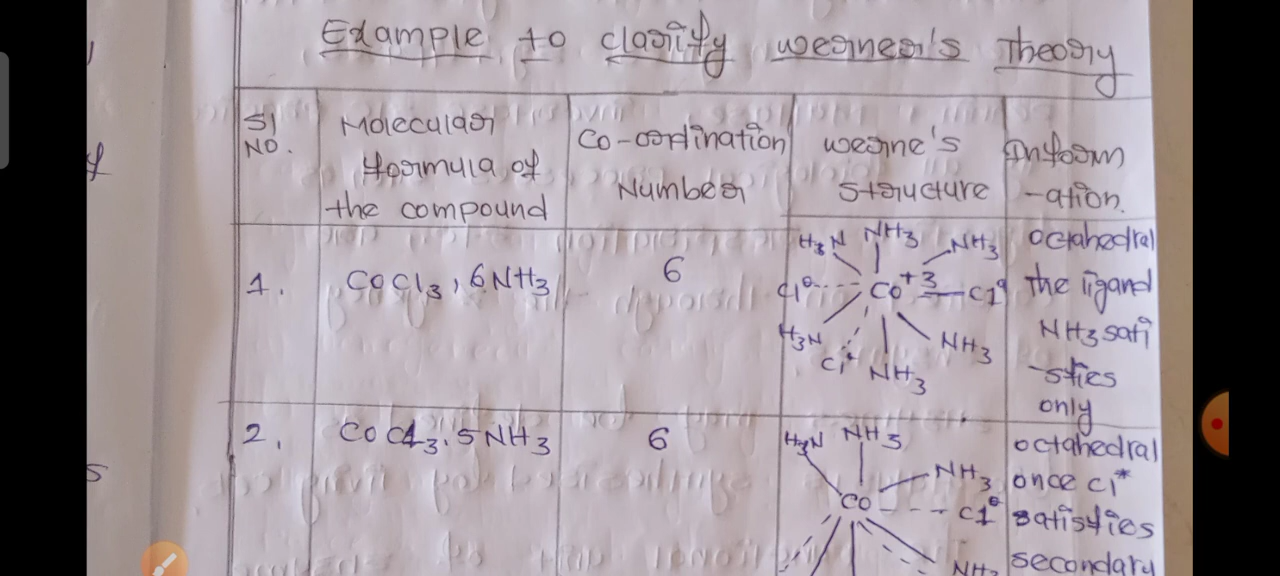 Example to clarify werner's Theory
Sl NO.
Molecular formula of the compound
Co-ordination Number
werne's structure
Inform-ation.
1.
CoCl3, 6NH3
6
H3N NH3 NH3
Cl⊖ Co+3 Cl
H3N NH3
Cl NH3
octahedral
the ligand
NH3 sati
-sfies
only
2.
CoCl3. 5NH3
6
H3N NH3
NH3
Co Cl⊖
NH3
octahedral
once Cl*
satisfies
secondary